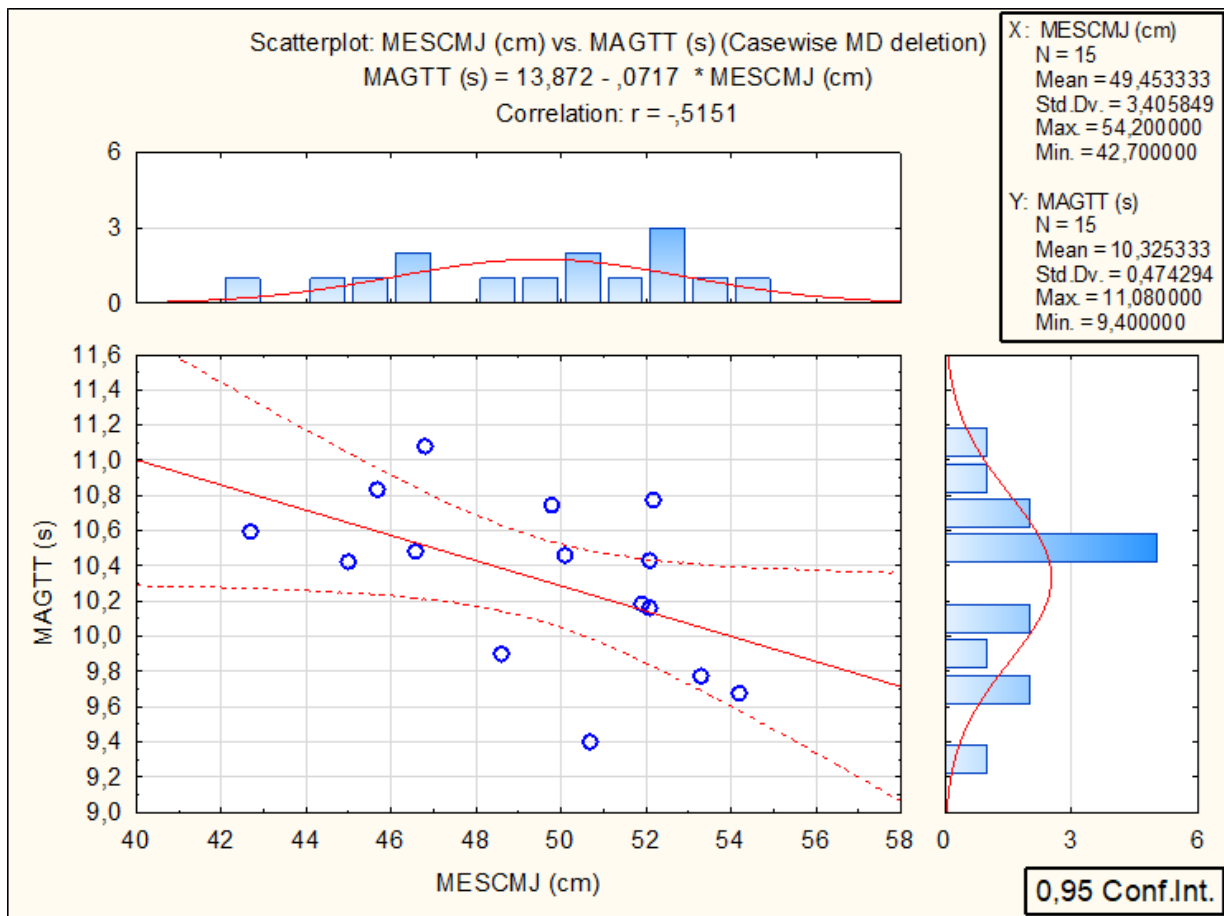 Scatterplot: MESCMJ (cm) vs. MAGTT (s) (Casewise MD deletion)
MAGTT (s) = 13,872 - ,0717 * MESCMJ (cm)
Correlation: r = -,5151
X: MESCMJ (cm)
N = 15
Mean = 49,453333
Std.Dv. = 3,405849
Max. = 54,200000
Min. = 42,700000
Y: MAGTT (s)
N = 15
Mean = 10,325333
Std.Dv. = 0,474294
Max. = 11,080000
Min. = 9,400000
6
3
0
11,6
11,4
11,2
11,0
10,8
10,6
10,4
10,2
10,0
9,8
9,6
9,4
9,2
9,0
MAGTT (s)
40 42 44 46 48 50 52 54 56 58
MESCMJ (cm)
0 3 6
0,95 Conf.Int.